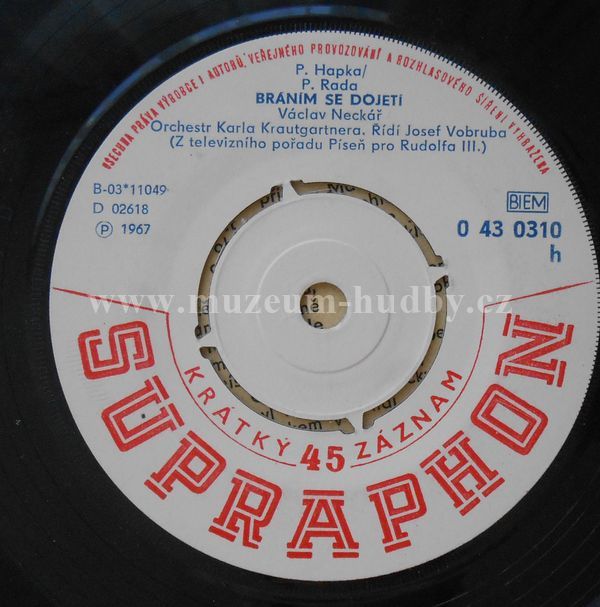 VŠECHNA PRÁVA VÝROBCE I AUTORŮ, VEŘEJNÉHO PROVOZOVÁNÍ A ROZHLASOVÉHO ŠÍŘENÍ VYHRAŽENA
P. Hapka/
P. Rada
BRÁNÍM SE DOJETÍ
Václav Neckář
Orchestr Karla Krautgartnera. Řídí Josef Vobruba
(Z televizního pořadu Píseň pro Rudolfa III.)
B-03*11049
D 02618
Ⓟ 1967
BIEM
0 43 0310
h
www.muzeum-hudby.cz
KRÁTKÝ 45 ZÁZNAM
SUPRAPHON